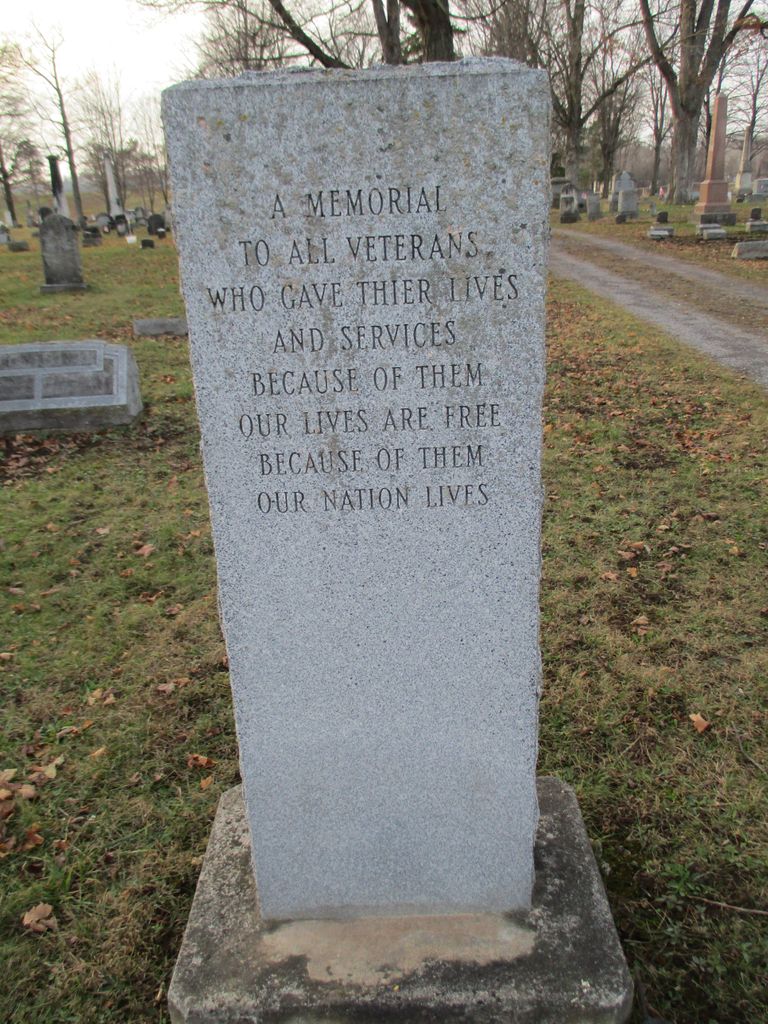 A MEMORIAL
TO ALL VETERANS
WHO GAVE THIER LIVES
AND SERVICES
BECAUSE OF THEM
OUR LIVES ARE FREE
BECAUSE OF THEM
OUR NATION LIVES